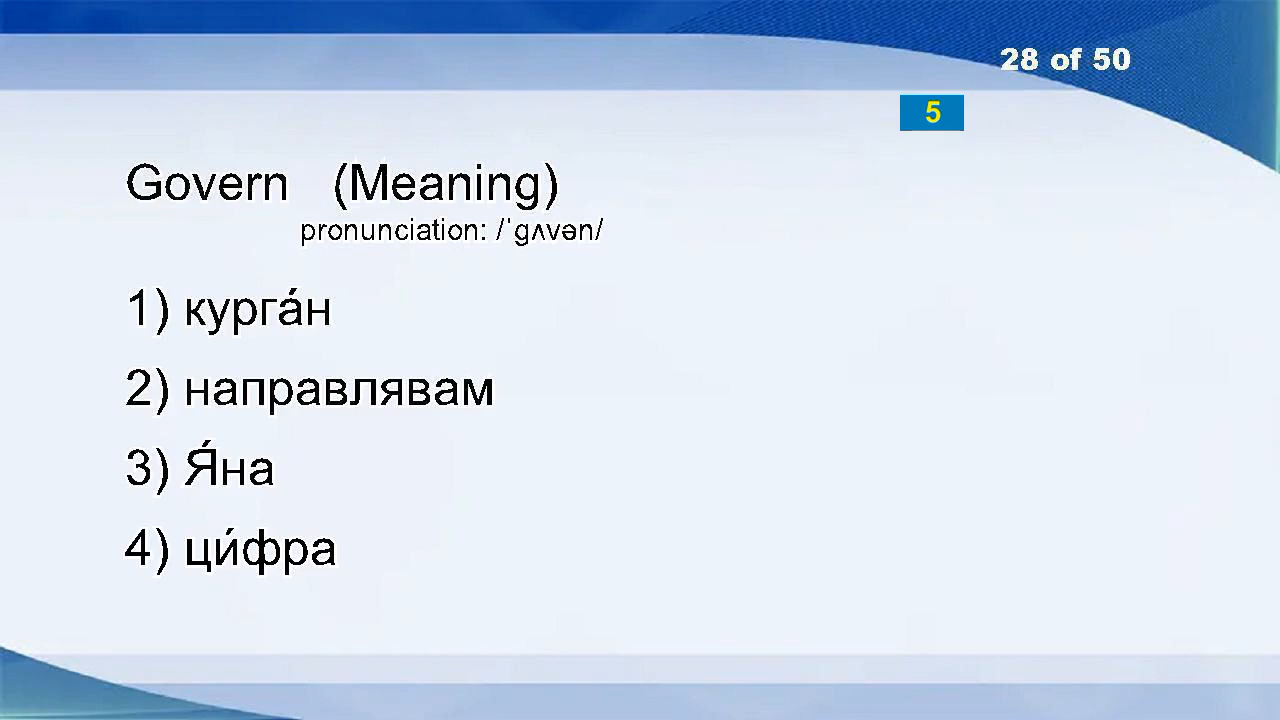 28 of 50
5
Govern (Meaning)
pronunciation: /ˈɡʌvən/
1) курга́н
2) направлявам
3) Я́на
4) ци́фра